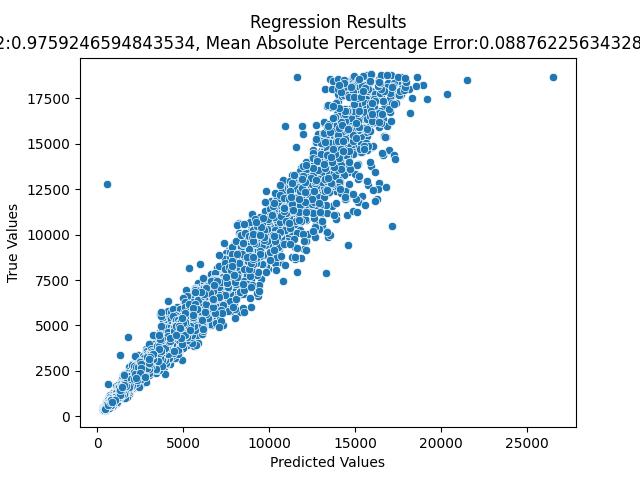 Regression Results
2:0.9759246594843534, Mean Absolute Percentage Error:0.08876225634328
True Values
17500
15000
12500
10000
7500
5000
2500
0
0 5000 10000 15000 20000 25000
Predicted Values